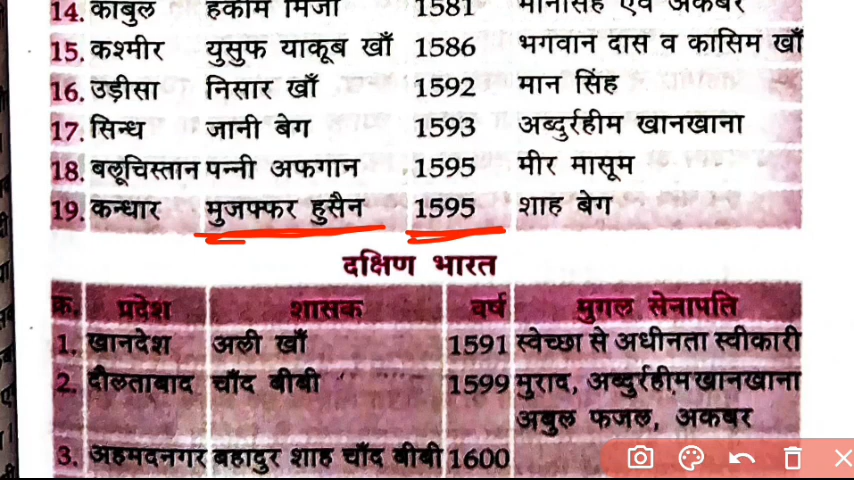 14. काबुल हकीम मिर्जा 1581 मानसिंह एवं अकबर
15. कश्मीर युसुफ याकूब खाँ 1586 भगवान दास व कासिम खाँ
16. उड़ीसा निसार खाँ 1592 मान सिंह
17. सिन्ध जानी बेग 1593 अब्दुर्रहीम खानखाना
18. बलूचिस्तान पन्नी अफगान 1595 मीर मासूम
19. कन्धार मुजफ्फर हुसैन 1595 शाह बेग
दक्षिण भारत
क्र. प्रदेश शासक वर्ष मुगल सेनापति
1. खानदेश अली खाँ 1591 स्वेच्छा से अधीनता स्वीकारी
2. दौलताबाद चाँद बीबी 1599 मुराद, अब्दुर्रहीम खानखाना
अबुल फजल, अकबर
3. अहमदनगर बहादुर शाह चाँद बीबी 1600